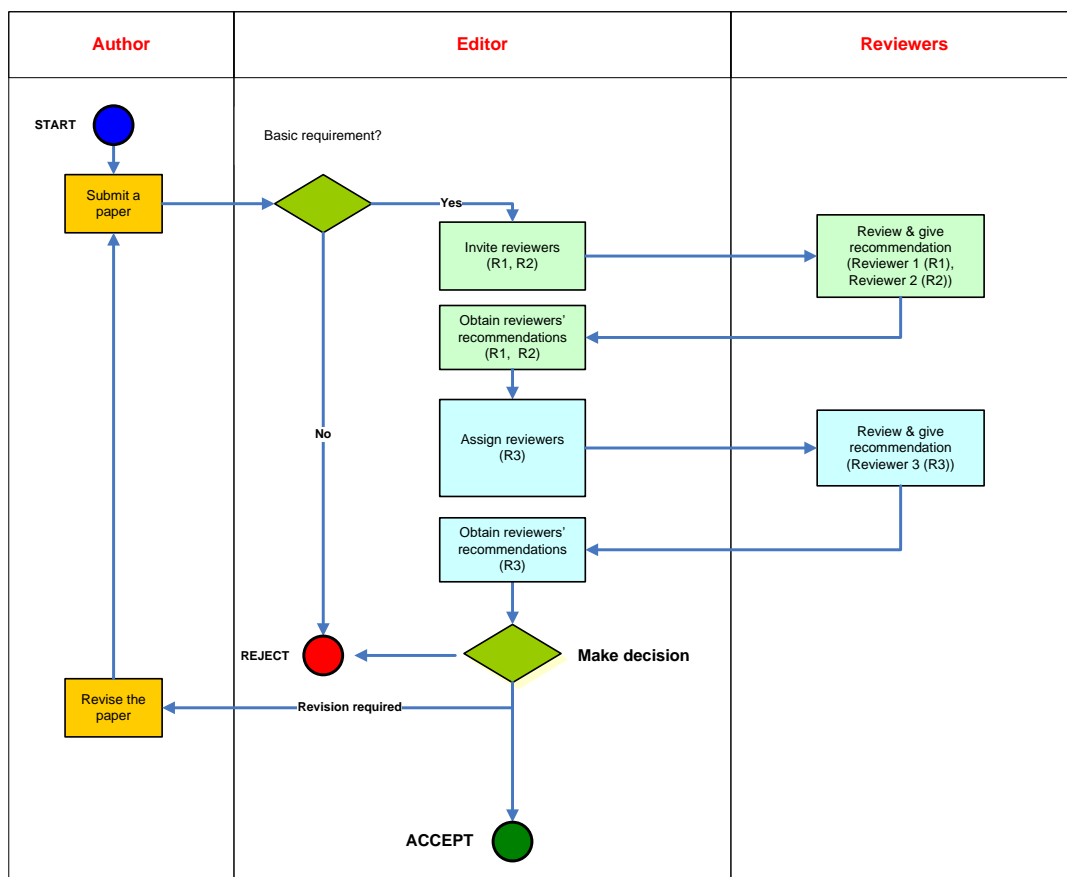 Author
Editor
Reviewers
START
Basic requirement?
Submit a
paper
Yes
Invite reviewers
(R1, R2)
Review & give
recommendation
(Reviewer 1 (R1),
Reviewer 2 (R2))
Obtain reviewers’
recommendations
(R1, R2)
No
Assign reviewers
(R3)
Review & give
recommendation
(Reviewer 3 (R3))
Obtain reviewers’
recommendations
(R3)
REJECT
Make decision
Revise the
paper
Revision required
ACCEPT